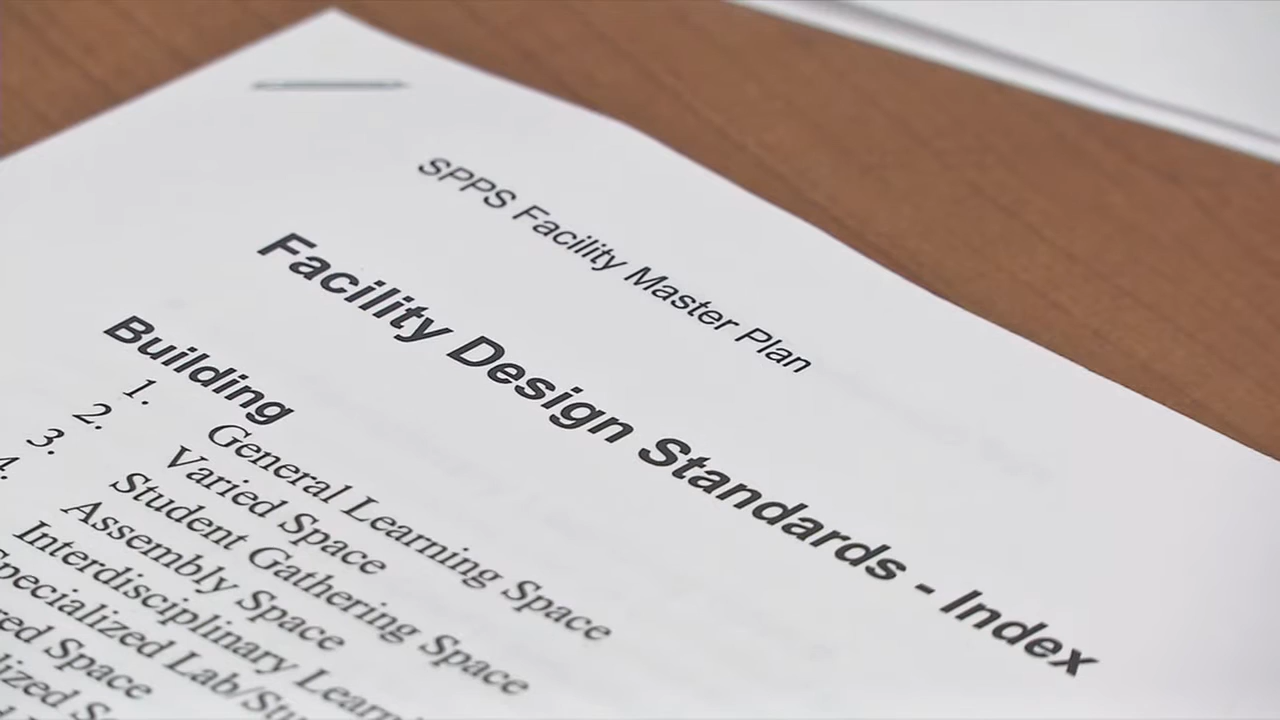 SPPS Facility Master Plan
Facility Design Standards - Index
Building
1. General Learning Space
2. Varied Space
3. Student Gathering Space
4. Assembly Space
Interdisciplinary
Specialized
Space